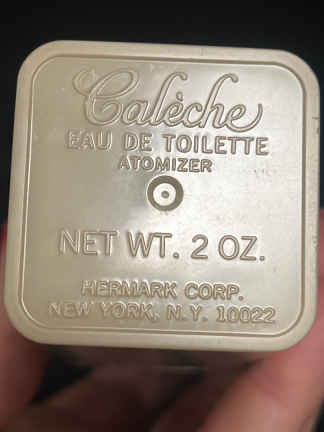 Calèche
EAU DE TOILETTE
ATOMIZER
NET WT. 2 OZ.
HERMARK CORP.
NEW YORK, N.Y. 10022